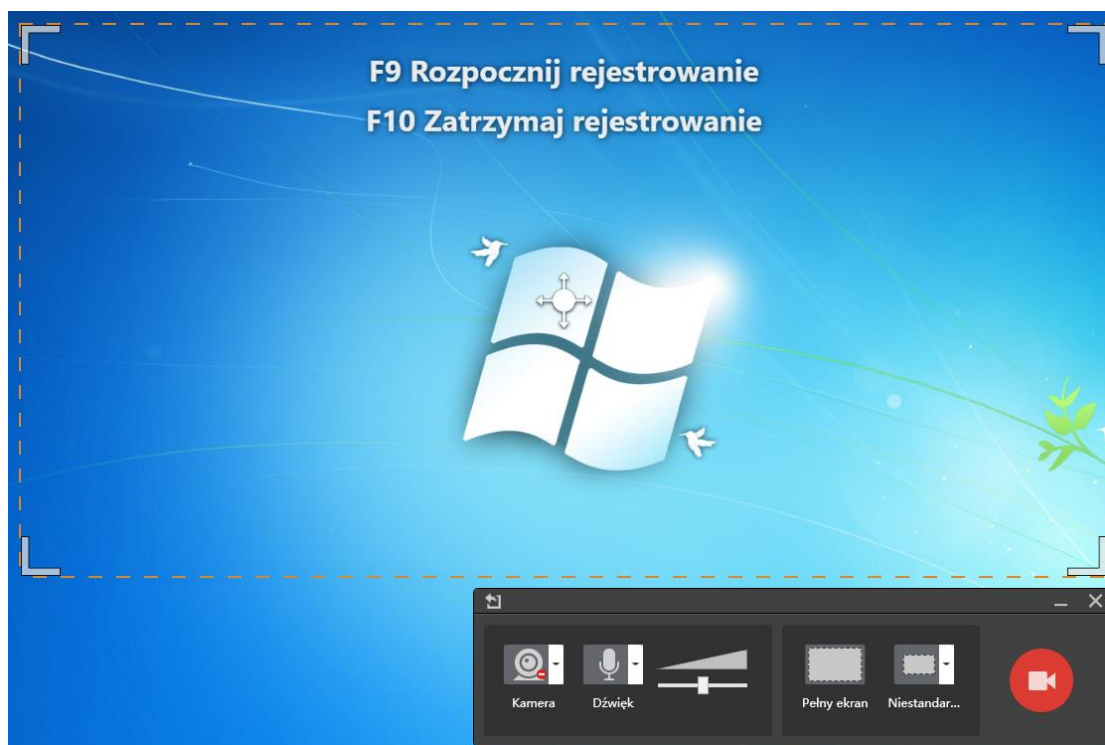 F9 Rozpocznij rejestrowanie
F10 Zatrzymaj rejestrowanie
Kamera
Dźwięk
Pełny ekran
Niestandar...